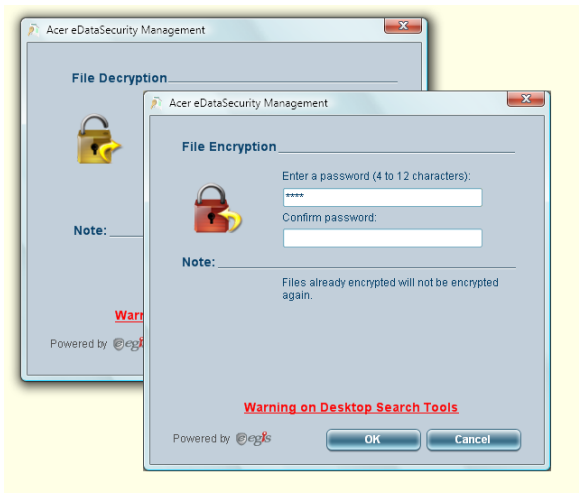 Acer eDataSecurity Management
File Decryption
Note:
Powered by egis
Acer eDataSecurity Management
File Encryption
Enter a password (4 to 12 characters):
****
Confirm password:
Note:
Files already encrypted will not be encrypted
again.
Warning on Desktop Search Tools
Powered by egis
OK
Cancel